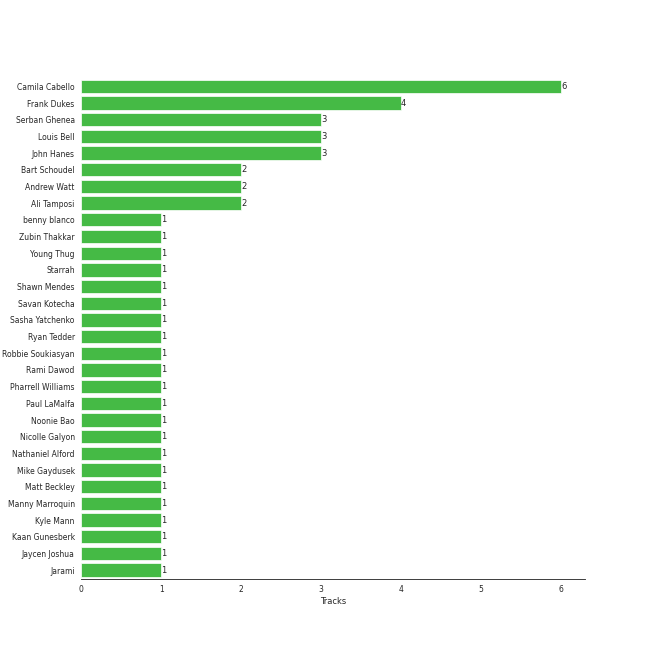 Camila Cabello 6
Frank Dukes 4
Serban Ghenea 3
Louis Bell 3
John Hanes 3
Bart Schoudel 2
Andrew Watt 2
Ali Tamposi 2
benny blanco 1
Zubin Thakkar 1
Young Thug 1
Starrah 1
Shawn Mendes 1
Savan Kotecha 1
Sasha Yatchenko 1
Ryan Tedder 1
Robbie Soukiasyan 1
Rami Dawod 1
Pharrell Williams 1
Paul LaMalfa 1
Noonie Bao 1
Nicolle Galyon 1
Nathaniel Alford 1
Mike Gaydusek 1
Matt Beckley 1
Manny Marroquin 1
Kyle Mann 1
Kaan Gunesberk 1
Jaycen Joshua 1
Jarami 1
0 1 2 3 4 5 6
Tracks